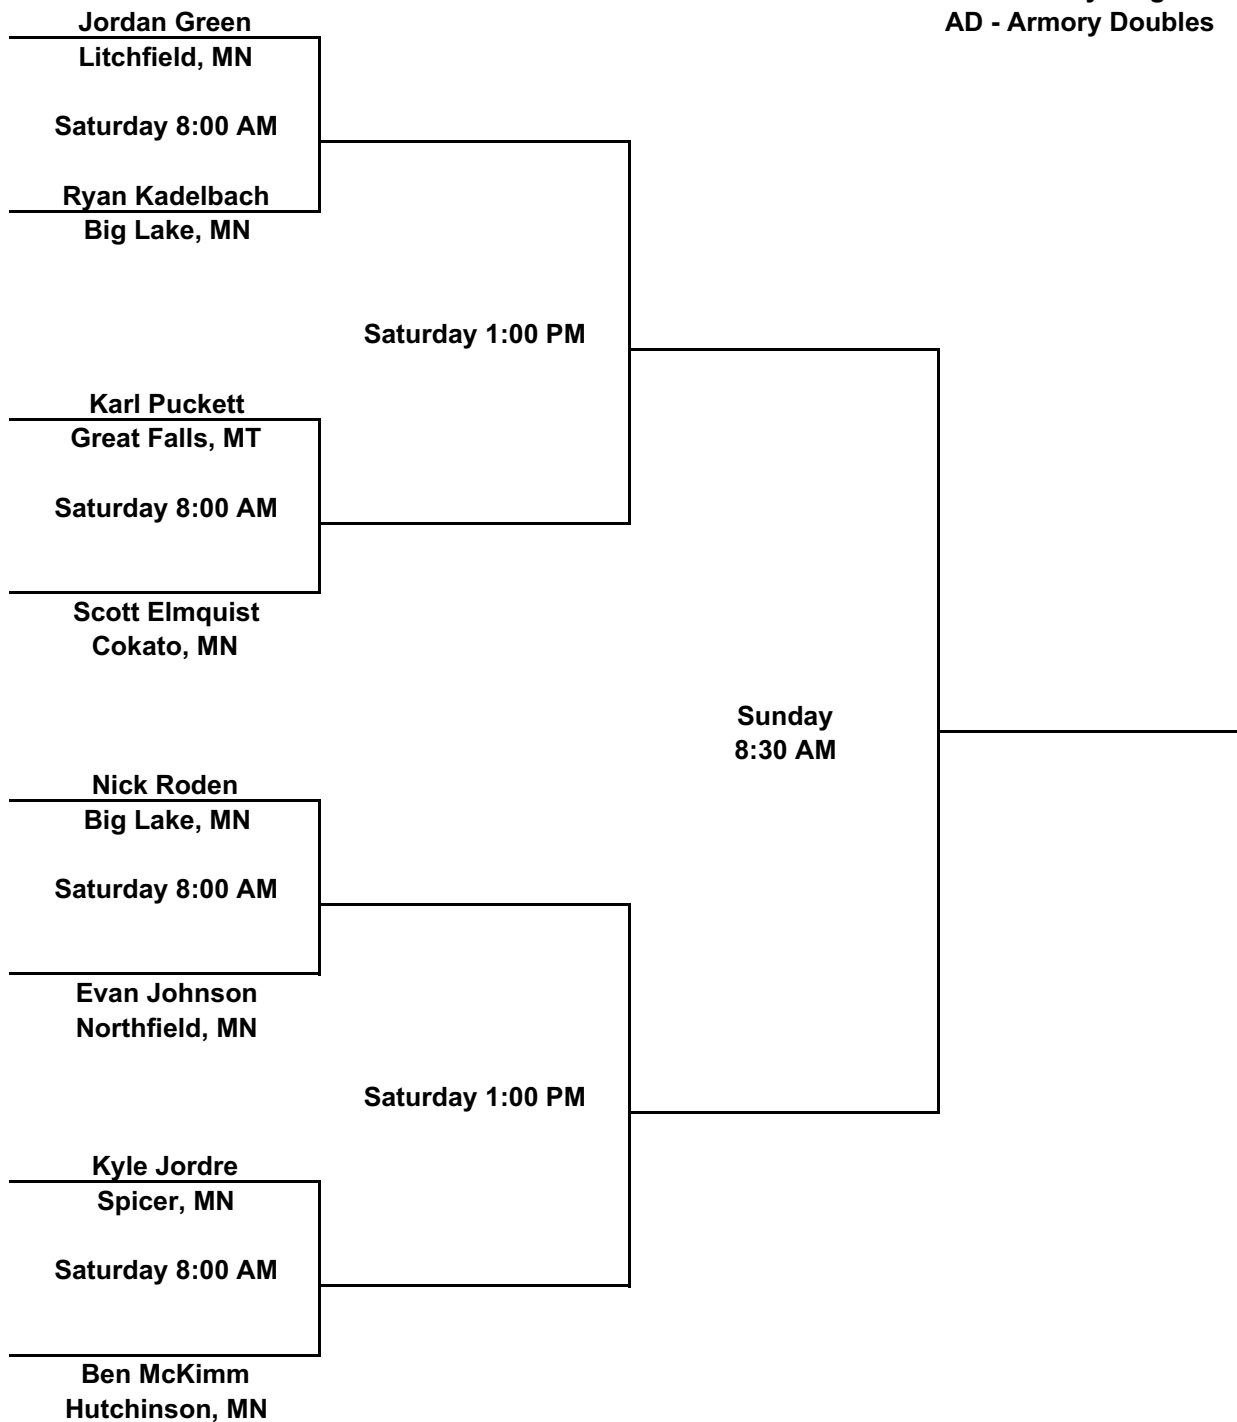 Jordan Green
AD - Armory Doubles
Litchfield, MN
Saturday 8:00 AM
Ryan Kadelbach
Big Lake, MN
Saturday 1:00 PM
Karl Puckett
Great Falls, MT
Saturday 8:00 AM
Scott Elmquist
Cokato, MN
Sunday
8:30 AM
Nick Roden
Big Lake, MN
Saturday 8:00 AM
Evan Johnson
Northfield, MN
Saturday 1:00 PM
Kyle Jordre
Spicer, MN
Saturday 8:00 AM
Ben McKimm
Hutchinson, MN